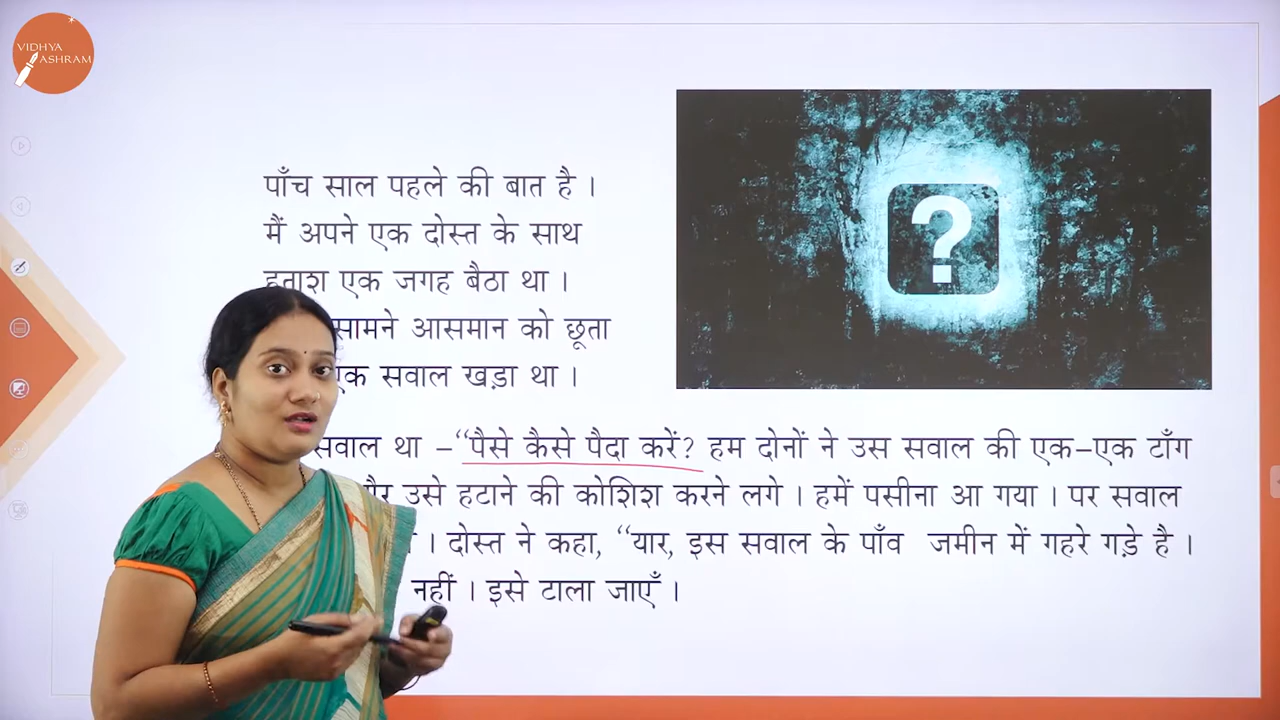 VIDHYA
ASHRAM
पाँच साल पहले की बात है ।
मैं अपने एक दोस्त के साथ
हताश एक जगह बैठा था ।
सामने आसमान को छूता
एक सवाल खड़ा था ।
?
सवाल था –“पैसे कैसे पैदा करें? हम दोनों ने उस सवाल की एक–एक टाँग
उसे हटाने की कोशिश करने लगे । हमें पसीना आ गया । पर सवाल
। दोस्त ने कहा, “यार, इस सवाल के पाँव जमीन में गहरे गड़े है ।
नहीं । इसे टाला जाएँ ।